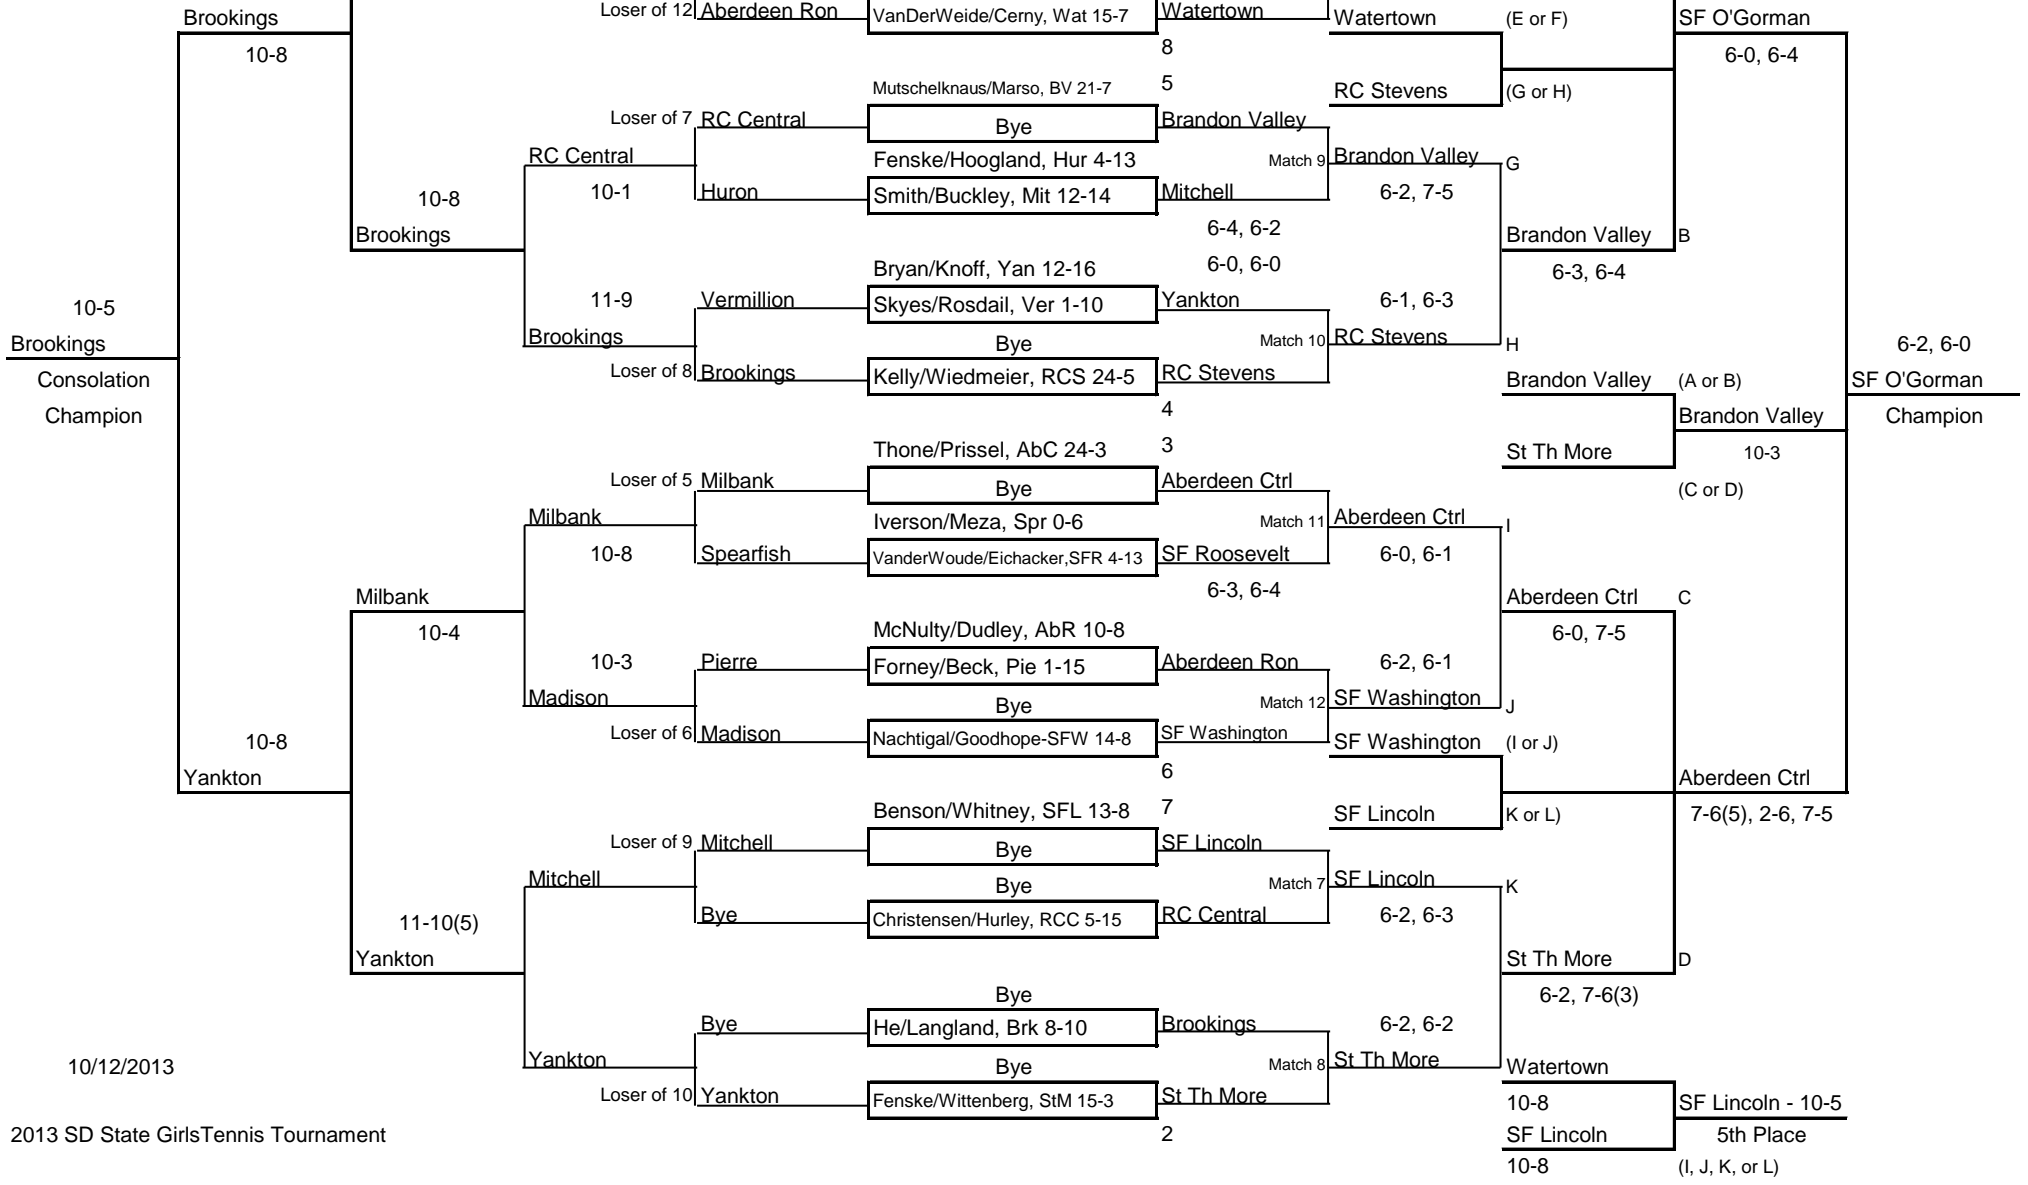 Brookings Loser of 12 Aberdeen Ron VanDerWeide/Cerny, Wat 15-7 Watertown Watertown (E or F) SF O'Gorman
10-8 8 6-0, 6-4
Mutschelknaus/Marso, BV 21-7 5 RC Stevens (G or H)
Loser of 7 RC Central Bye Brandon Valley
RC Central Fenske/Hoogland, Hur 4-13 Match 9 Brandon Valley G
10-8 10-1 Huron Smith/Buckley, Mit 12-14 Mitchell 6-2, 7-5
Brookings 6-4, 6-2 Brandon Valley B
Bryan/Knoff, Yan 12-16 6-0, 6-0 6-3, 6-4
10-5 11-9 Vermillion Skyes/Rosdail, Ver 1-10 Yankton 6-1, 6-3
Brookings Brookings Bye Match 10 RC Stevens H 6-2, 6-0
Consolation Loser of 8 Brookings Kelly/Wiedmeier, RCS 24-5 RC Stevens Brandon Valley (A or B) SF O'Gorman
Champion 4 Brandon Valley Champion
Thone/Prissel, AbC 24-3 3 St Th More 10-3
Loser of 5 Milbank Bye Aberdeen Ctrl (C or D)
Milbank Iverson/Meza, Spr 0-6 Match 11 Aberdeen Ctrl I
10-8 Spearfish VanderWoude/Eichacker,SFR 4-13 SF Roosevelt 6-0, 6-1
Milbank 6-3, 6-4 Aberdeen Ctrl C
10-4 McNulty/Dudley, AbR 10-8 6-0, 7-5
10-3 Pierre Forney/Beck, Pie 1-15 Aberdeen Ron 6-2, 6-1
Madison Bye Match 12 SF Washington J
10-8 Loser of 6 Madison Nachtigal/Goodhope-SFW 14-8 SF Washington SF Washington (I or J)
Yankton 6 Aberdeen Ctrl
Benson/Whitney, SFL 13-8 7 SF Lincoln K or L) 7-6(5), 2-6, 7-5
Loser of 9 Mitchell Bye SF Lincoln
Mitchell Bye Match 7 SF Lincoln K
11-10(5) Bye Christensen/Hurley, RCC 5-15 RC Central 6-2, 6-3
Yankton St Th More D
Bye 6-2, 7-6(3)
Bye He/Langland, Brk 8-10 Brookings 6-2, 6-2
10/12/2013 Yankton Bye Match 8 St Th More Watertown
Loser of 10 Yankton Fenske/Wittenberg, StM 15-3 St Th More 10-8 SF Lincoln - 10-5
2013 SD State GirlsTennis Tournament 2 SF Lincoln 5th Place
10-8 (I, J, K, or L)